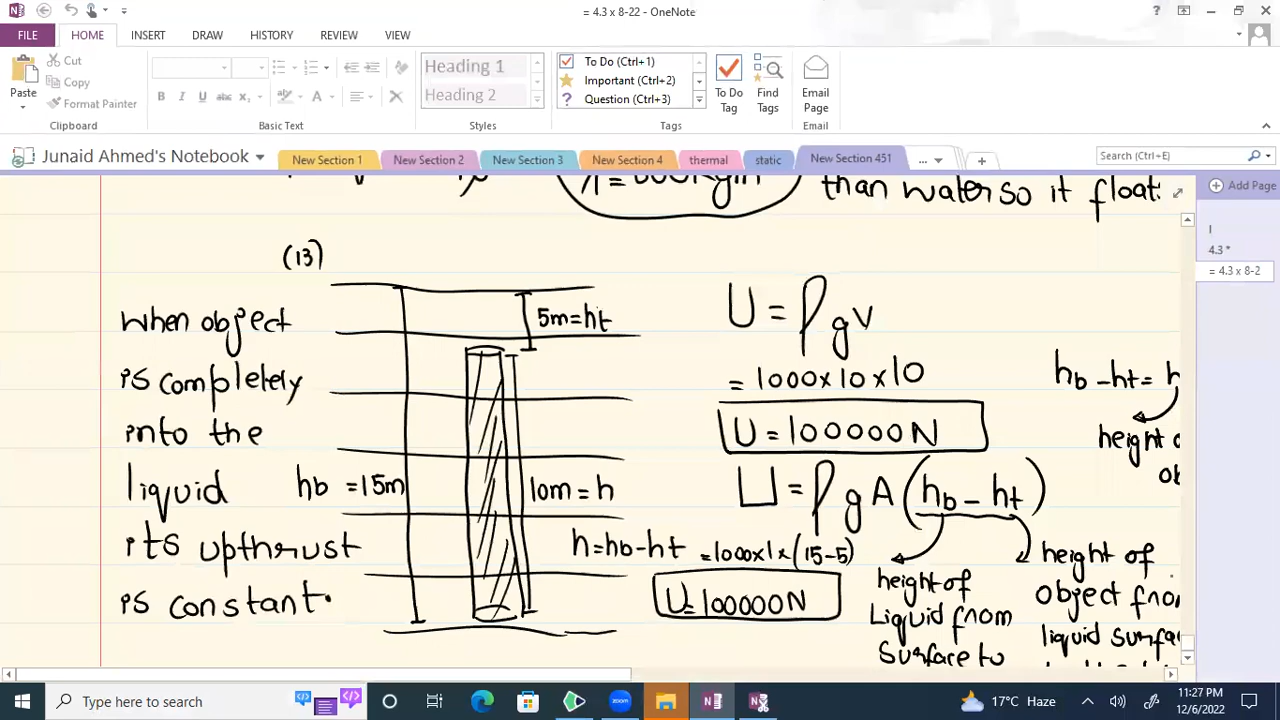 = 4.3 x 8-22 - OneNote
FILE HOME INSERT DRAW HISTORY REVIEW VIEW
Paste
Cut
Copy
Format Painter
Clipboard
B I U abc X₂ A
Basic Text
Heading 1
Heading 2
Styles
To Do (Ctrl+1)
Important (Ctrl+2)
Question (Ctrl+3)
To Do Tag
Find Tags
Tags
Email Page
Email
Junaid Ahmed's Notebook
New Section 1 New Section 2 New Section 3 New Section 4 thermal static New Section 451 ...
Search (Ctrl+E)
Add Page
I
4.3 *
= 4.3 x 8-2
than water so it float
(13)
when object
is completely
into the
liquid
its upthrust
is constant.
5m=ht
hb =15m
10m=h
h=hb-ht
U=ρgv
=1000x10x10
U=100000N
U=ρgA(hb-ht)
=1000x1x(15-5)
U=100000N
hb-ht=h
height o
ob
height of
Liquid from
Surface to
height of
object from
liquid surfa
Type here to search
zoom
17°C Haze
11:27 PM
12/6/2022